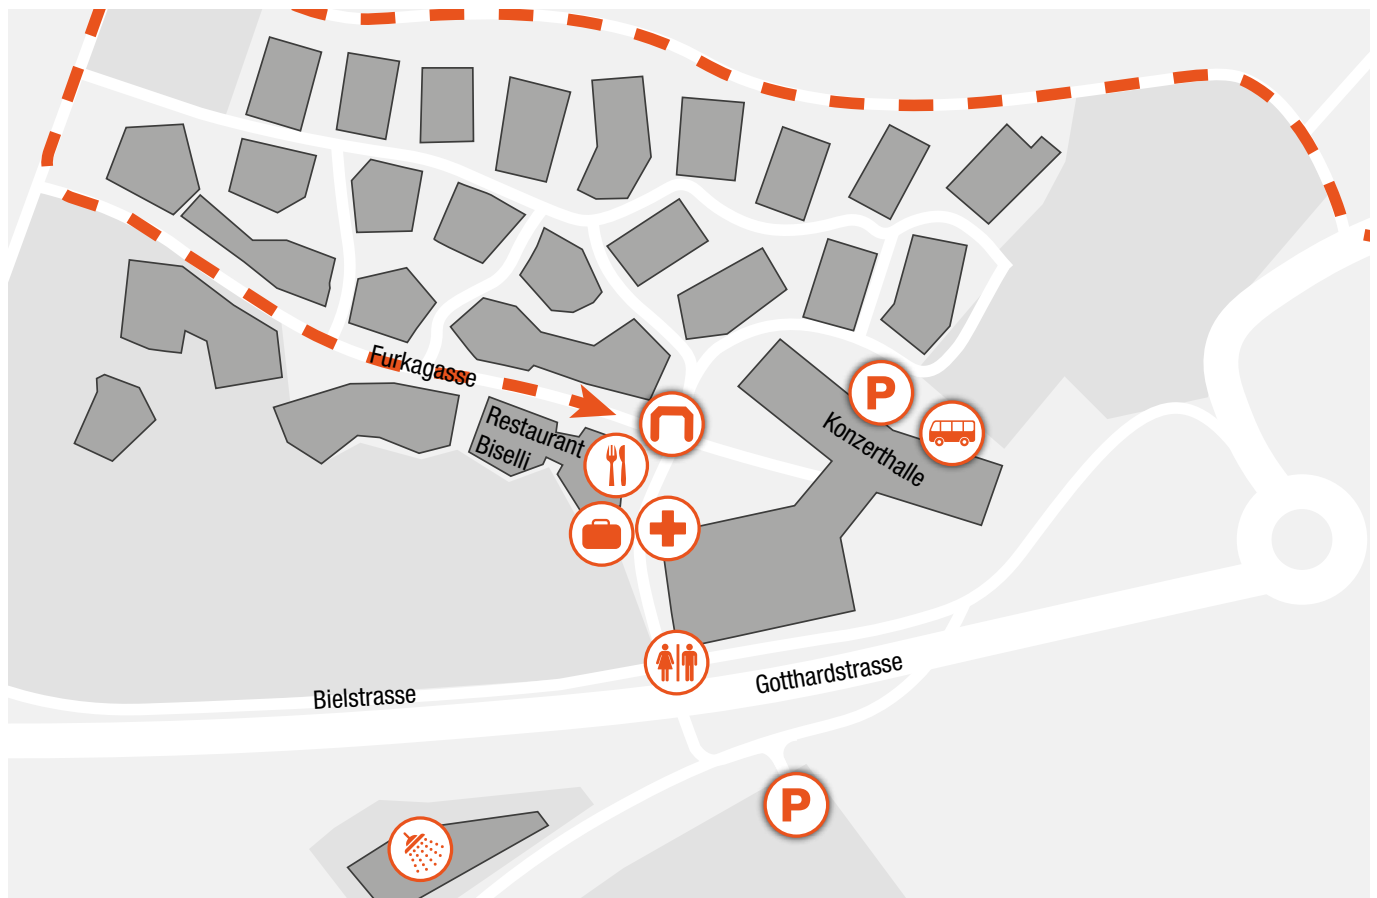 Furkagasse
Restaurant
Biselli
Konzerthalle
P
Bielstrasse
Gotthardstrasse
P